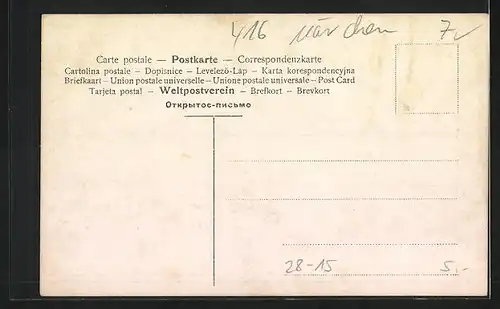 416 Märchen 7,-
Carte postale — Postkarte — Correspondenzkarte
Cartolina postale – Dopisnice – Levelező-Lap – Karta korespondencyjna
Briefkaart – Union postale universelle – Unione postale universale – Post Card
Tarjeta postal – Weltpostverein – Brefkort – Brevkort
Открытое-письмо
28-15 5,-